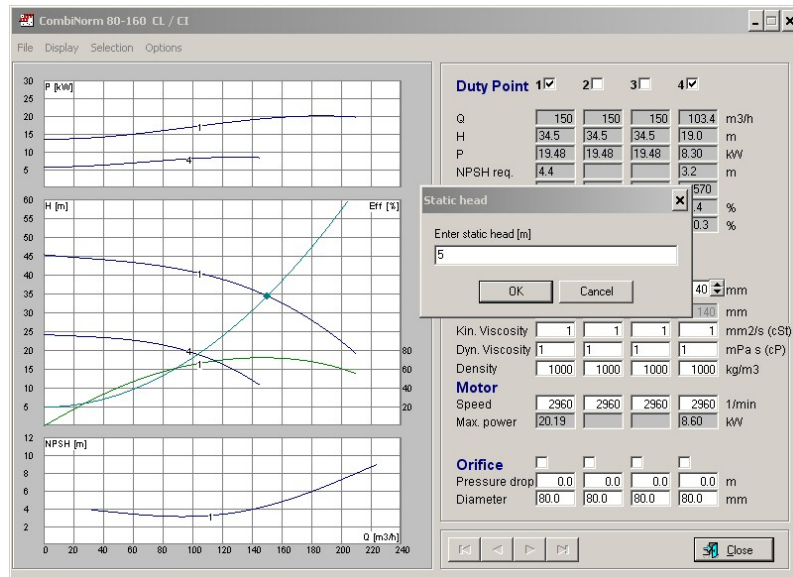 CombiNorm 80-160 CL / CI
File Display Selection Options
P [kW]
30
25
20
15
10
5
1
4
H [m]
Eff [%]
60
55
50
45
40
35
30
25
20
15
10
5
80
60
40
20
1
4
1
NPSH [m]
12
10
8
6
4
2
1
Q [m3/h]
0 20 40 60 80 100 120 140 160 180 200 220 240
Duty Point 1 2 3 4
Q 150 150 150 103.4 m3/h
H 34.5 34.5 34.5 19.0 m
P 19.48 19.48 19.48 8.30 kW
NPSH req. 4.4 3.2 m
570
.4 %
0.3 %
Static head
Enter static head [m]
5
OK Cancel
40 mm
140 mm
Kin. Viscosity 1 1 1 1 mm2/s (cSt)
Dyn. Viscosity 1 1 1 1 mPa s (cP)
Density 1000 1000 1000 1000 kg/m3
Motor
Speed 2960 2960 2960 2960 1/min
Max. power 20.19 8.60 kW
Orifice
Pressure drop 0.0 0.0 0.0 0.0 m
Diameter 80.0 80.0 80.0 80.0 mm
Close